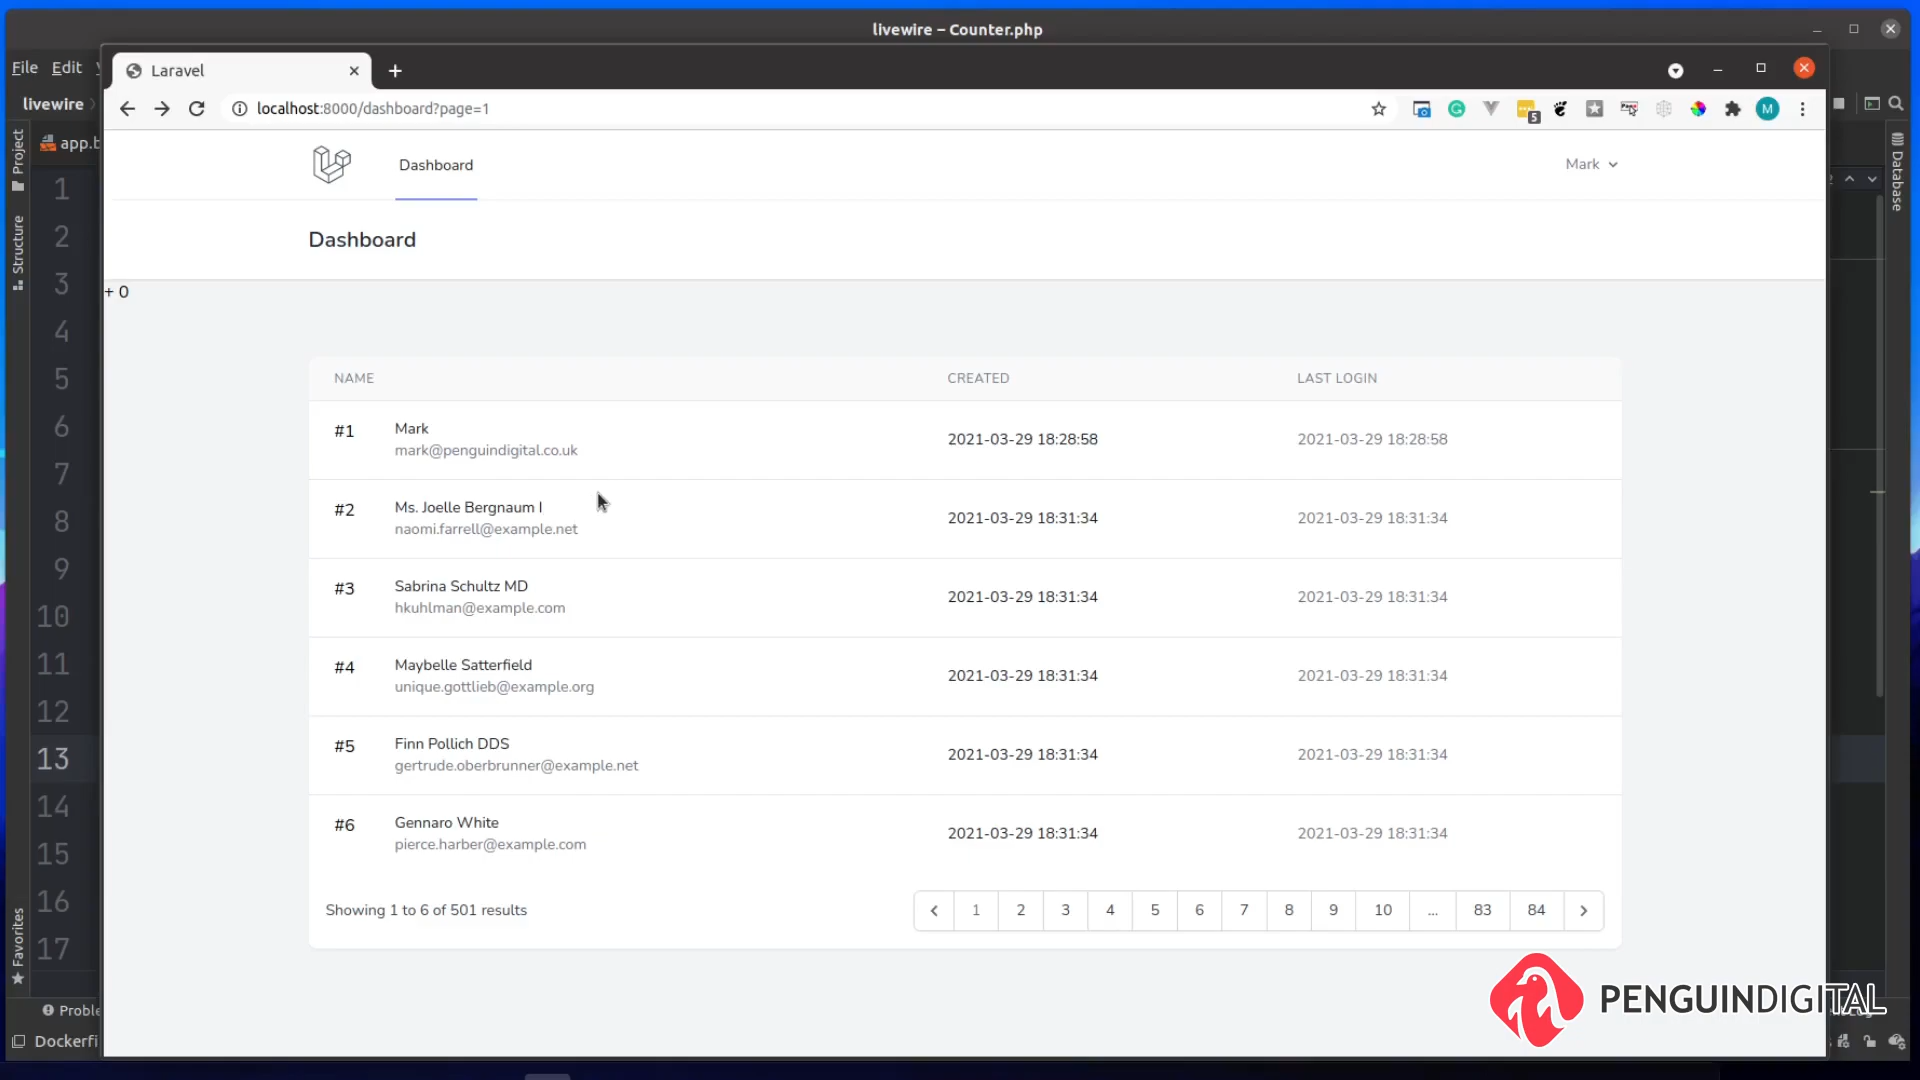 livewire – Counter.php
File Edit
Laravel
livewire
localhost:8000/dashboard?page=1
5
M
Project
app.b
Database
Dashboard
Mark
Structure
Dashboard
+ 0
NAME CREATED LAST LOGIN
#1 Mark
mark@penguindigital.co.uk
2021-03-29 18:28:58 2021-03-29 18:28:58
#2 Ms. Joelle Bergnaum I
naomi.farrell@example.net
2021-03-29 18:31:34 2021-03-29 18:31:34
#3 Sabrina Schultz MD
hkuhlman@example.com
2021-03-29 18:31:34 2021-03-29 18:31:34
#4 Maybelle Satterfield
unique.gottlieb@example.org
2021-03-29 18:31:34 2021-03-29 18:31:34
#5 Finn Pollich DDS
gertrude.oberbrunner@example.net
2021-03-29 18:31:34 2021-03-29 18:31:34
#6 Gennaro White
pierce.harber@example.com
2021-03-29 18:31:34 2021-03-29 18:31:34
Showing 1 to 6 of 501 results
1 2 3 4 5 6 7 8 9 10 ... 83 84
1
2
3
4
5
6
7
8
9
10
11
12
13
14
15
16
17
Favorites
Proble
Dockerfi
PENGUINDIGITAL